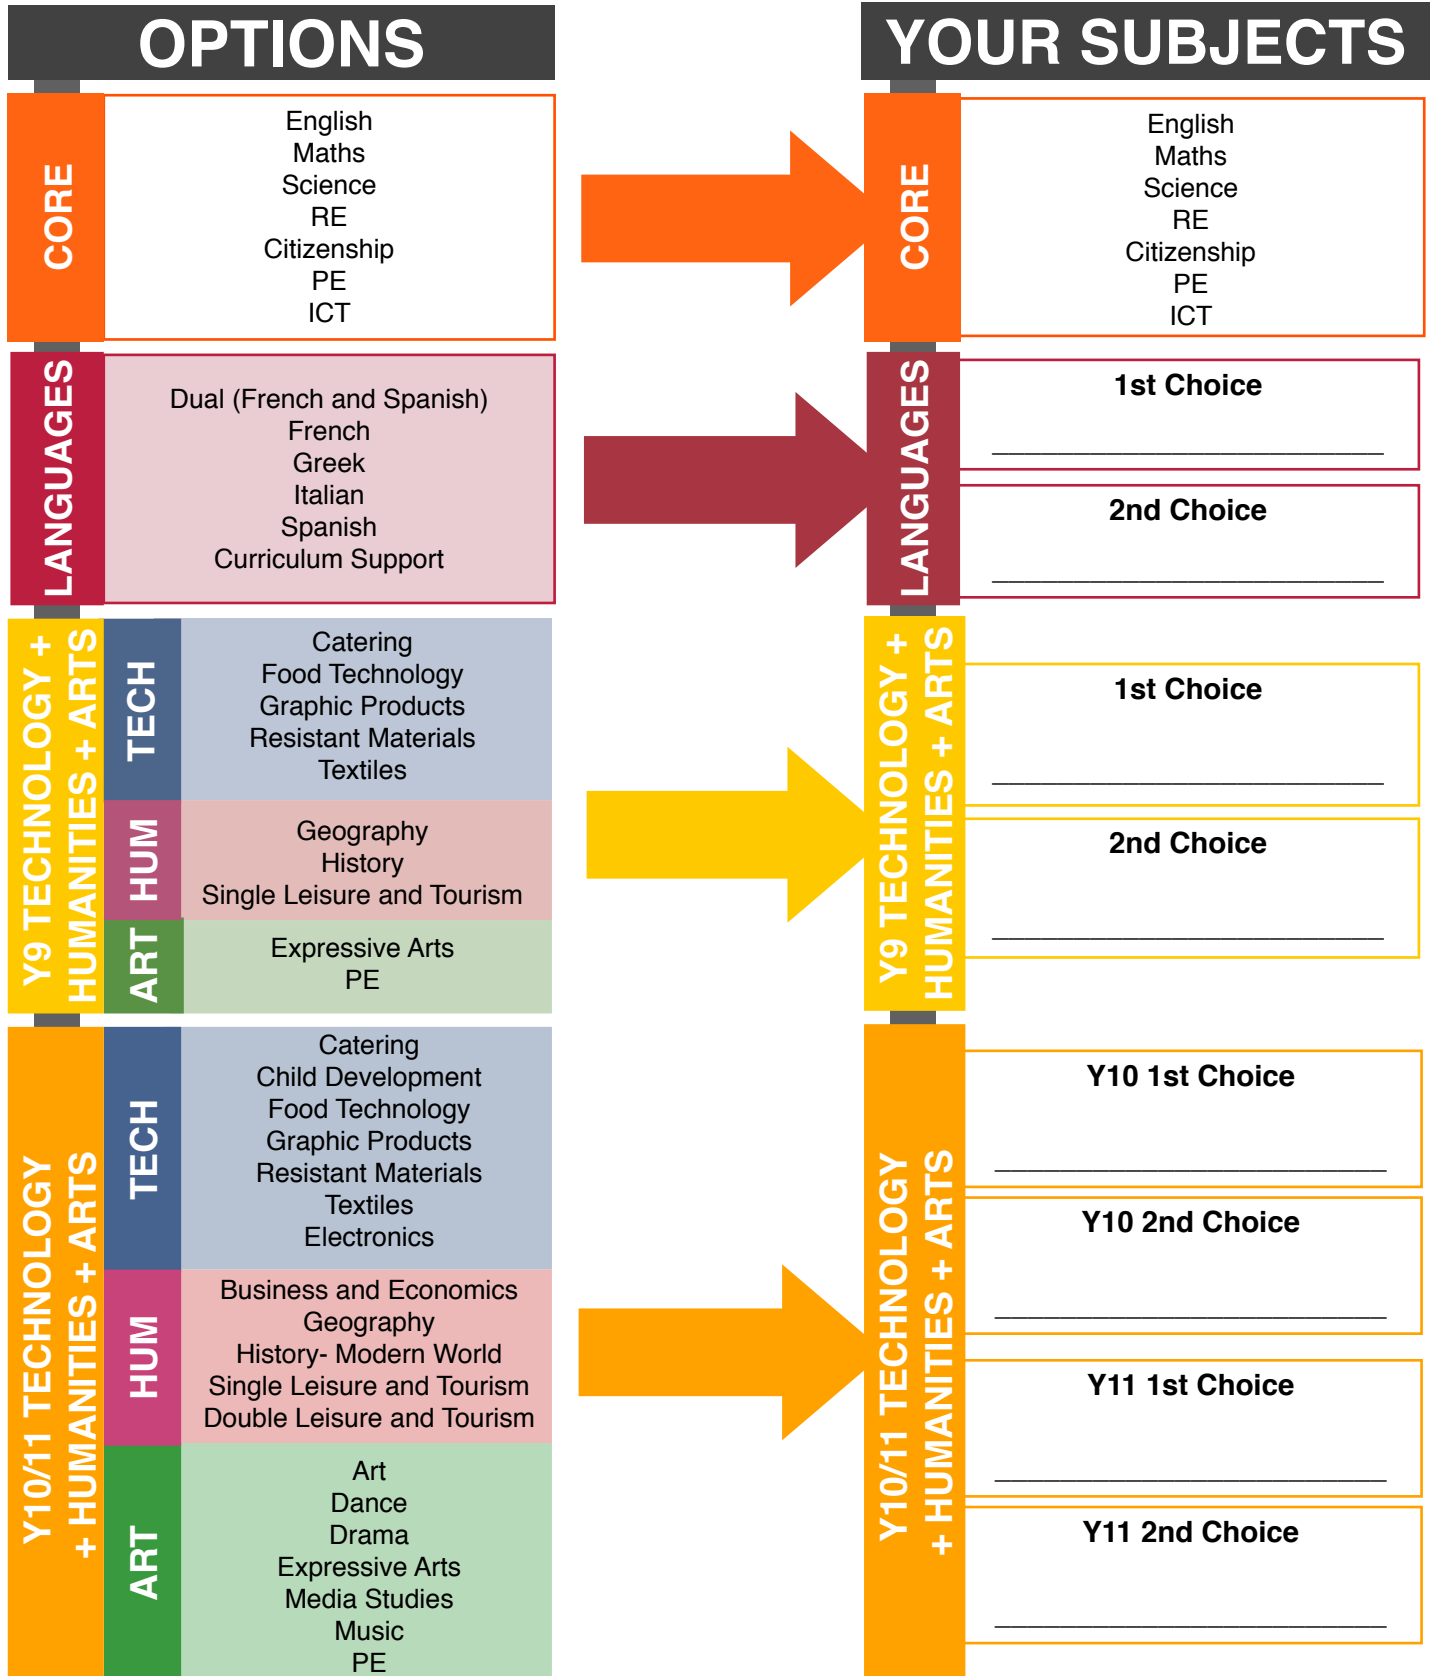 OPTIONS
YOUR SUBJECTS
CORE
English
Maths
Science
RE
Citizenship
PE
ICT
CORE
English
Maths
Science
RE
Citizenship
PE
ICT
LANGUAGES
Dual (French and Spanish)
French
Greek
Italian
Spanish
Curriculum Support
LANGUAGES
1st Choice
2nd Choice
Y9 TECHNOLOGY +
HUMANITIES + ARTS
TECH
Catering
Food Technology
Graphic Products
Resistant Materials
Textiles
HUM
Geography
History
Single Leisure and Tourism
ART
Expressive Arts
PE
Y9 TECHNOLOGY +
HUMANITIES + ARTS
1st Choice
2nd Choice
Y10/11 TECHNOLOGY
+ HUMANITIES + ARTS
TECH
Catering
Child Development
Food Technology
Graphic Products
Resistant Materials
Textiles
Electronics
HUM
Business and Economics
Geography
History- Modern World
Single Leisure and Tourism
Double Leisure and Tourism
ART
Art
Dance
Drama
Expressive Arts
Media Studies
Music
PE
Y10/11 TECHNOLOGY
+ HUMANITIES + ARTS
Y10 1st Choice
Y10 2nd Choice
Y11 1st Choice
Y11 2nd Choice